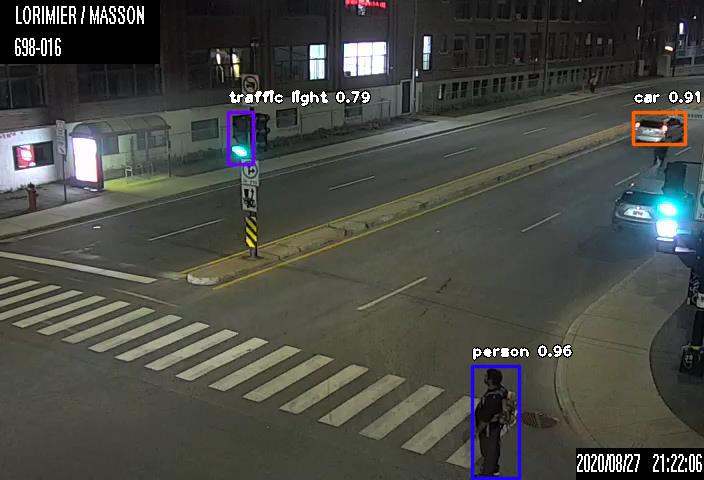 LORIMIER / MASSON
698-016
traffic light 0.79
car 0.91
person 0.96
2020/08/27 21:22:06